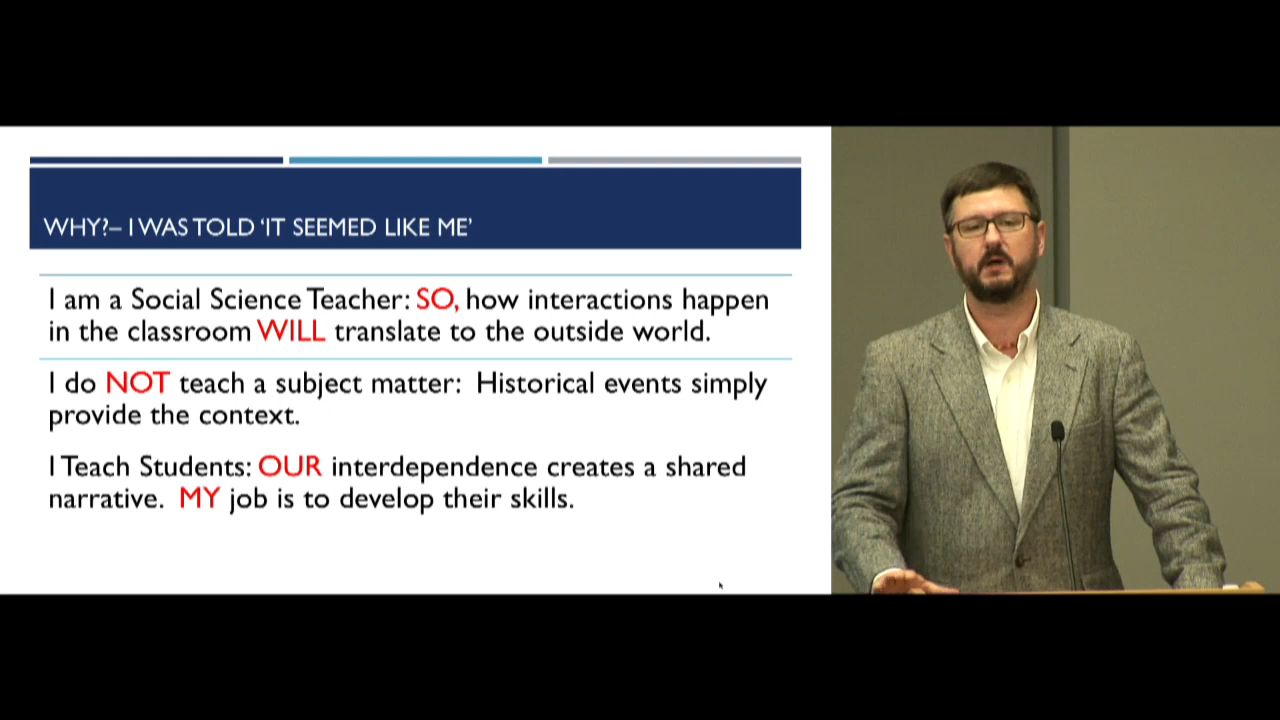 WHY?– I WAS TOLD ‘IT SEEMED LIKE ME’
I am a Social Science Teacher: SO, how interactions happen
in the classroom WILL translate to the outside world.
I do NOT teach a subject matter: Historical events simply
provide the context.
I Teach Students: OUR interdependence creates a shared
narrative. MY job is to develop their skills.